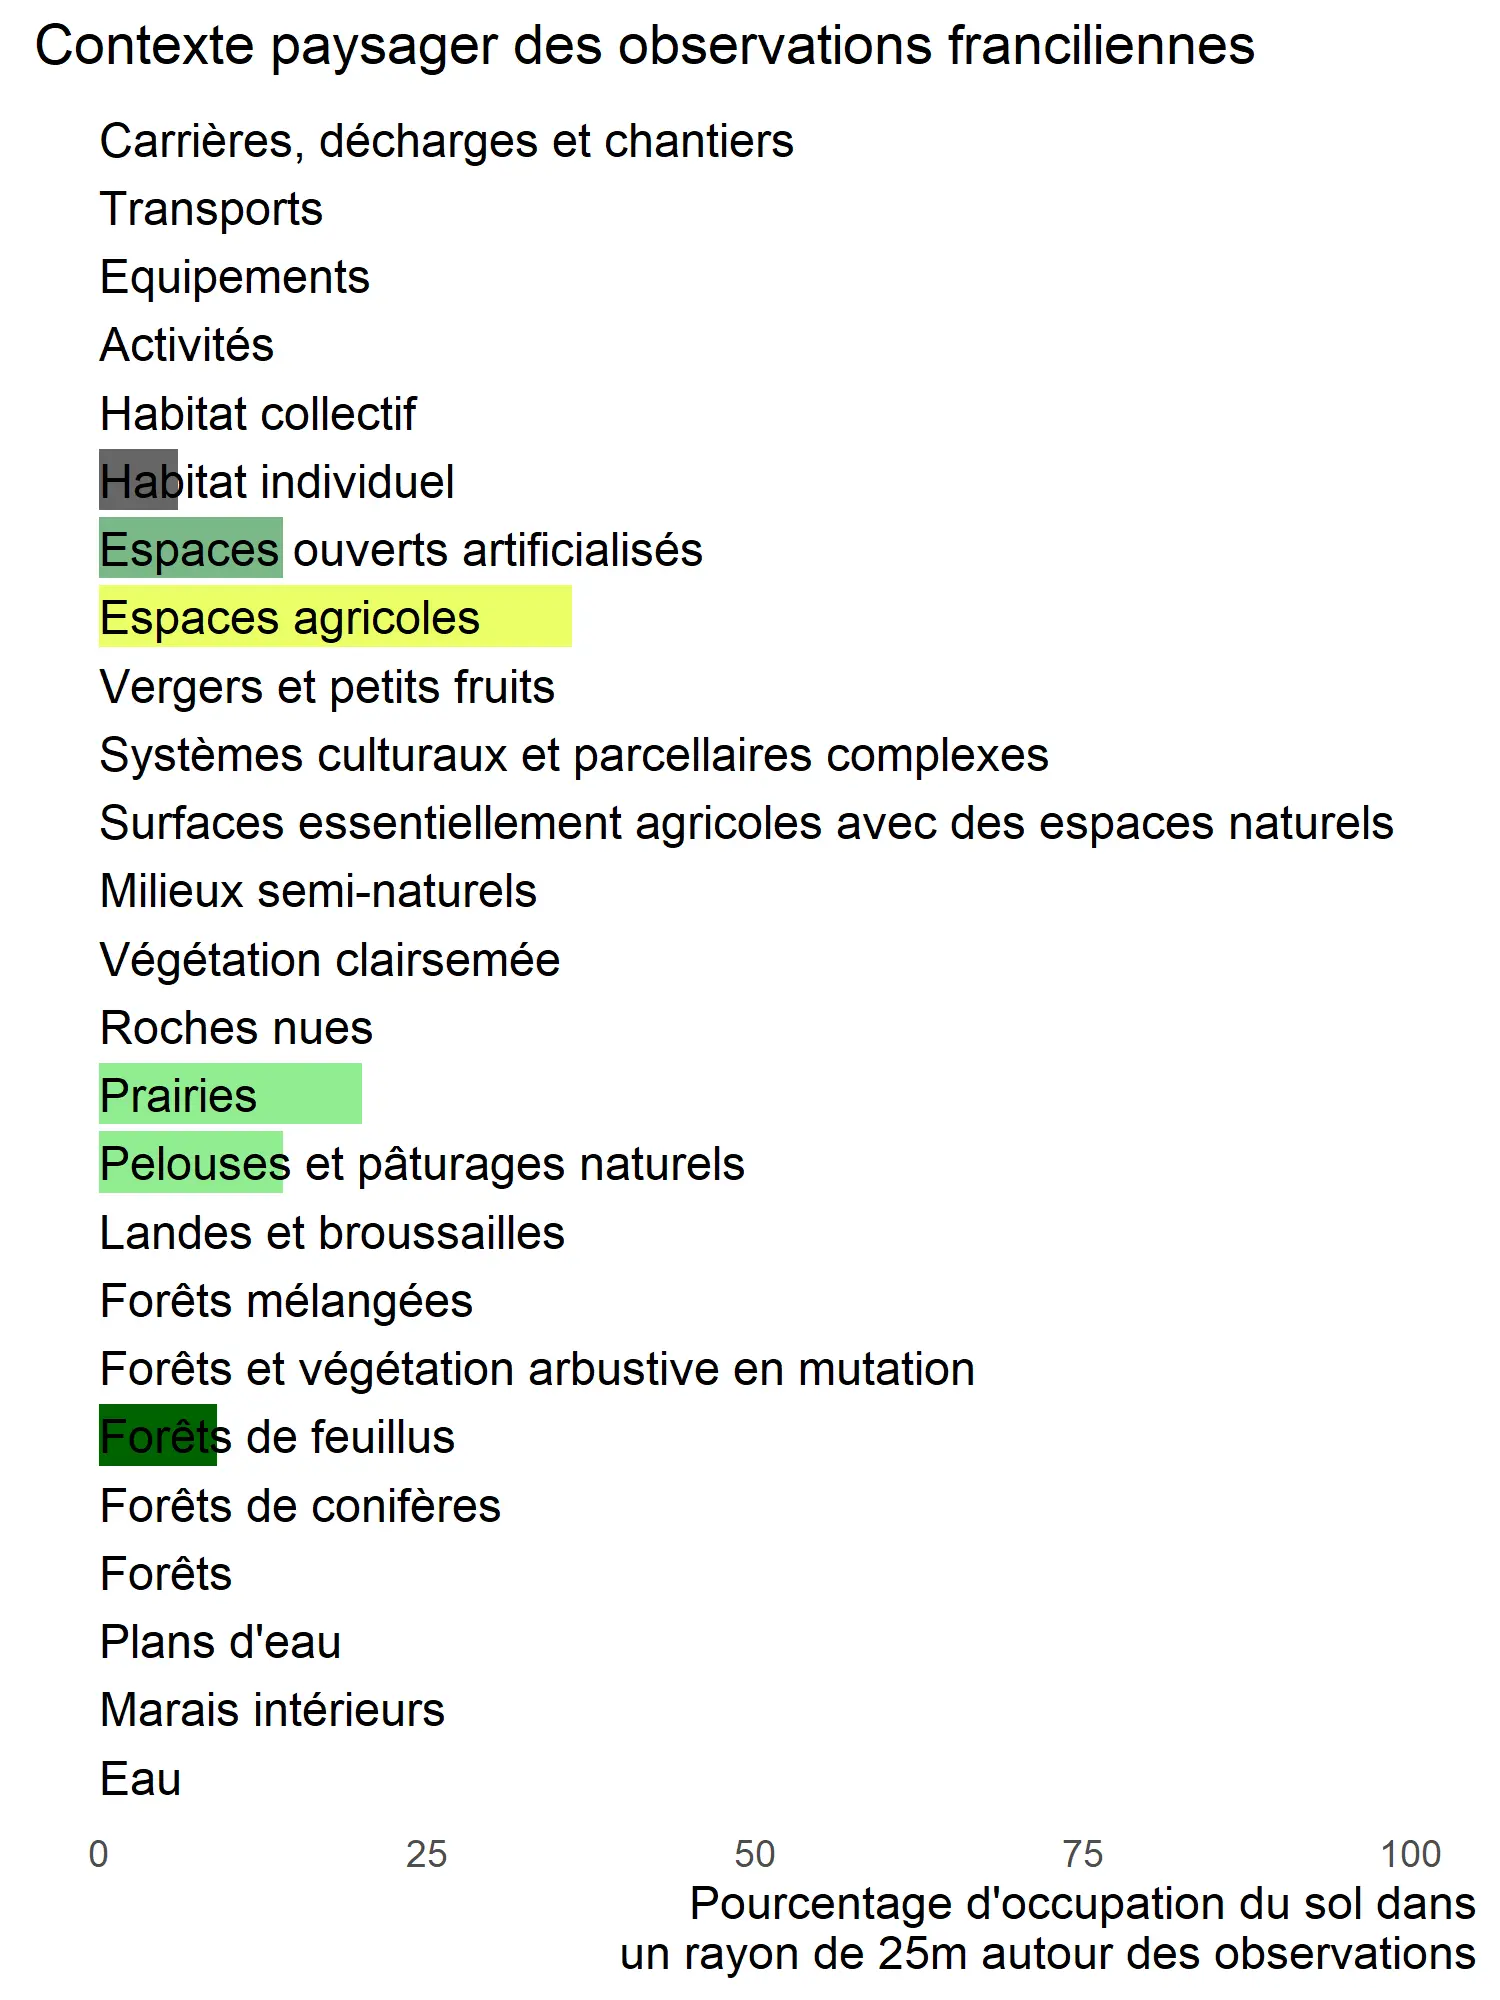 Contexte paysager des observations franciliennes
Carrières, décharges et chantiers
Transports
Equipements
Activités
Habitat collectif
Habitat individuel
Espaces ouverts artificialisés
Espaces agricoles
Vergers et petits fruits
Systèmes culturaux et parcellaires complexes
Surfaces essentiellement agricoles avec des espaces naturels
Milieux semi-naturels
Végétation clairsemée
Roches nues
Prairies
Pelouses et pâturages naturels
Landes et broussailles
Forêts mélangées
Forêts et végétation arbustive en mutation
Forêts de feuillus
Forêts de conifères
Forêts
Plans d'eau
Marais intérieurs
Eau
0 25 50 75 100
Pourcentage d'occupation du sol dans
un rayon de 25m autour des observations